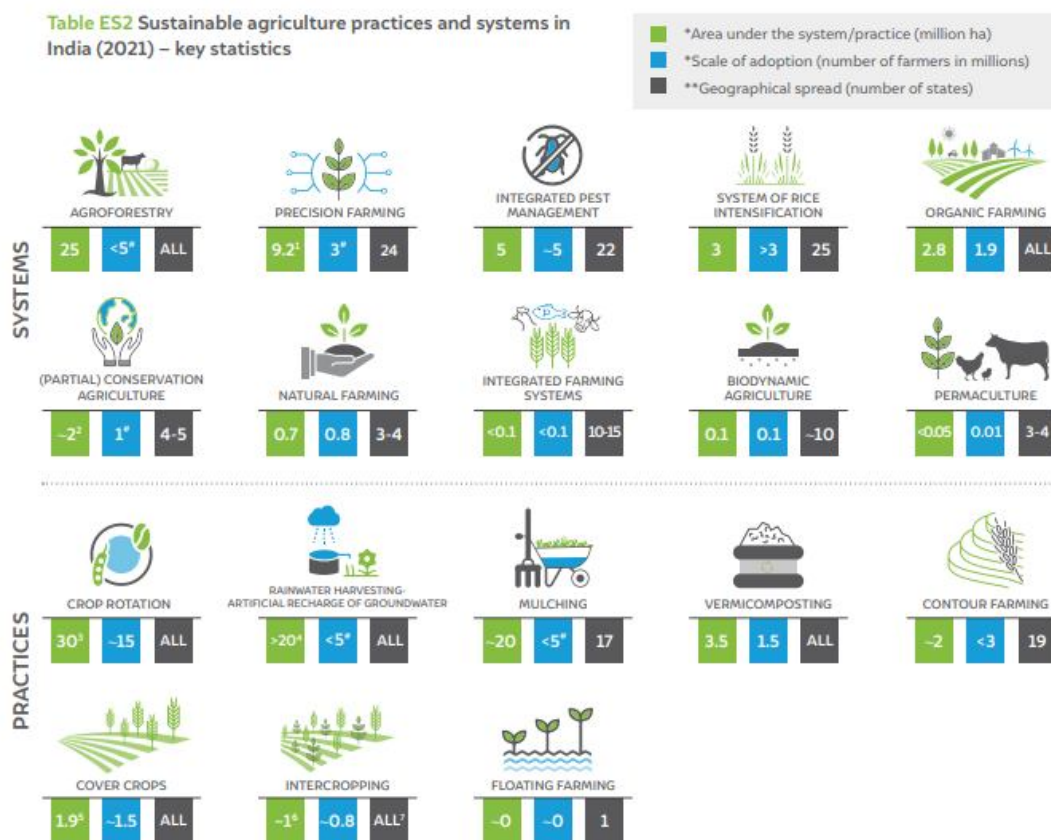 Table ES2 Sustainable agriculture practices and systems in
India (2021) – key statistics
*Area under the system/practice (million ha)
*Scale of adoption (number of farmers in millions)
**Geographical spread (number of states)
SYSTEMS
AGROFORESTRY
25 <5# ALL
PRECISION FARMING
9.2¹ 3# 24
INTEGRATED PEST
MANAGEMENT
5 ~5 22
SYSTEM OF RICE
INTENSIFICATION
3 >3 25
ORGANIC FARMING
2.8 1.9 ALL
(PARTIAL) CONSERVATION
AGRICULTURE
~2² 1# 4-5
NATURAL FARMING
0.7 0.8 3-4
INTEGRATED FARMING
SYSTEMS
<0.1 <0.1 10-15
BIODYNAMIC
AGRICULTURE
0.1 0.1 ~10
PERMACULTURE
<0.05 0.01 3-4
PRACTICES
CROP ROTATION
30³ ~15 ALL
RAINWATER HARVESTING-
ARTIFICIAL RECHARGE OF GROUNDWATER
>20⁴ <5# ALL
MULCHING
~20 <5# 17
VERMICOMPOSTING
3.5 1.5 ALL
CONTOUR FARMING
~2 <3 19
COVER CROPS
1.9⁵ ~1.5 ALL
INTERCROPPING
~1⁶ ~0.8 ALL⁷
FLOATING FARMING
~0 ~0 1